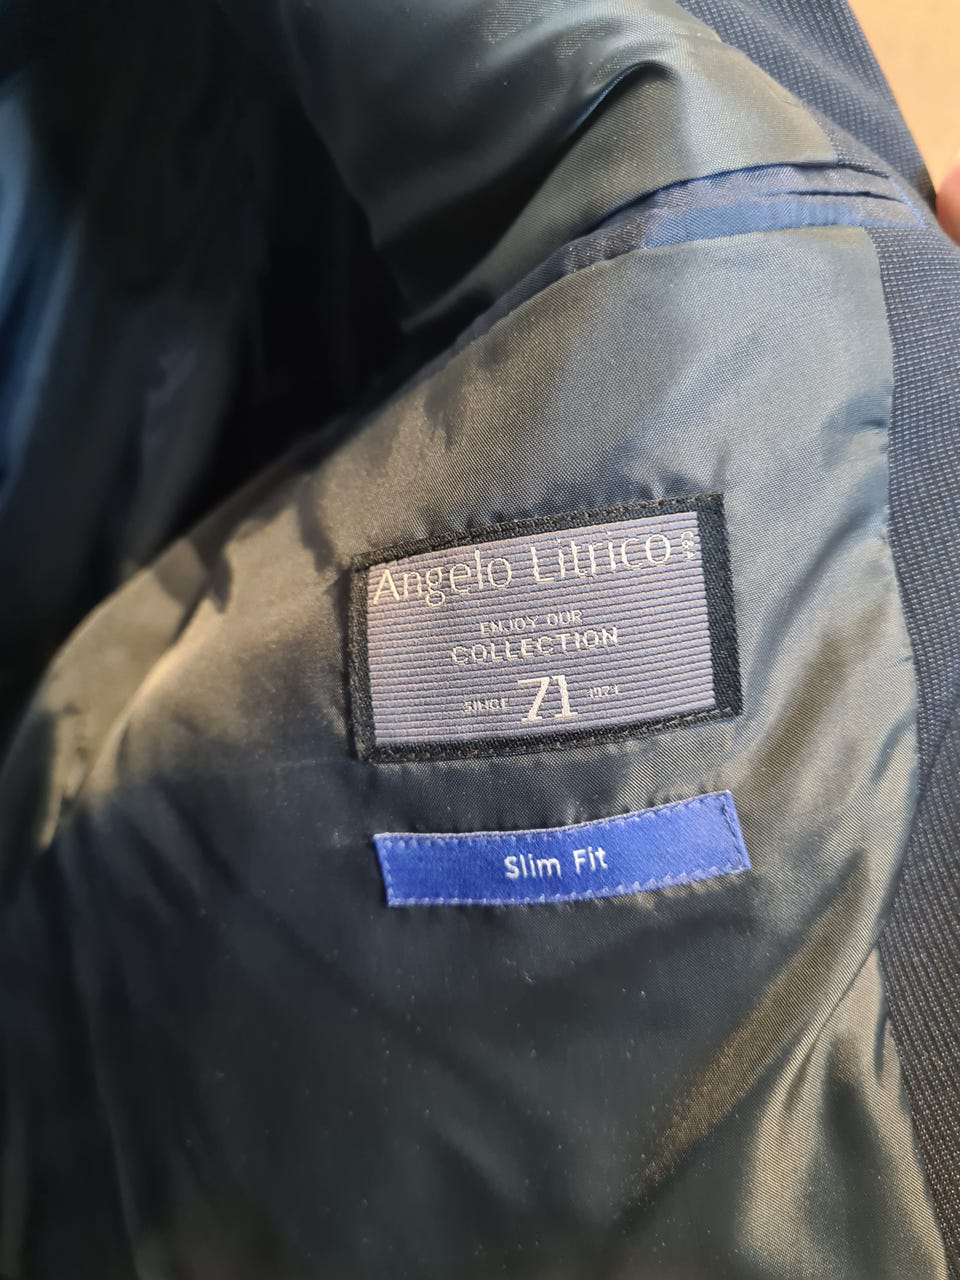 Angelo Litrico C&A
ENJOY OUR
COLLECTION
SINCE 71 1971
Slim Fit